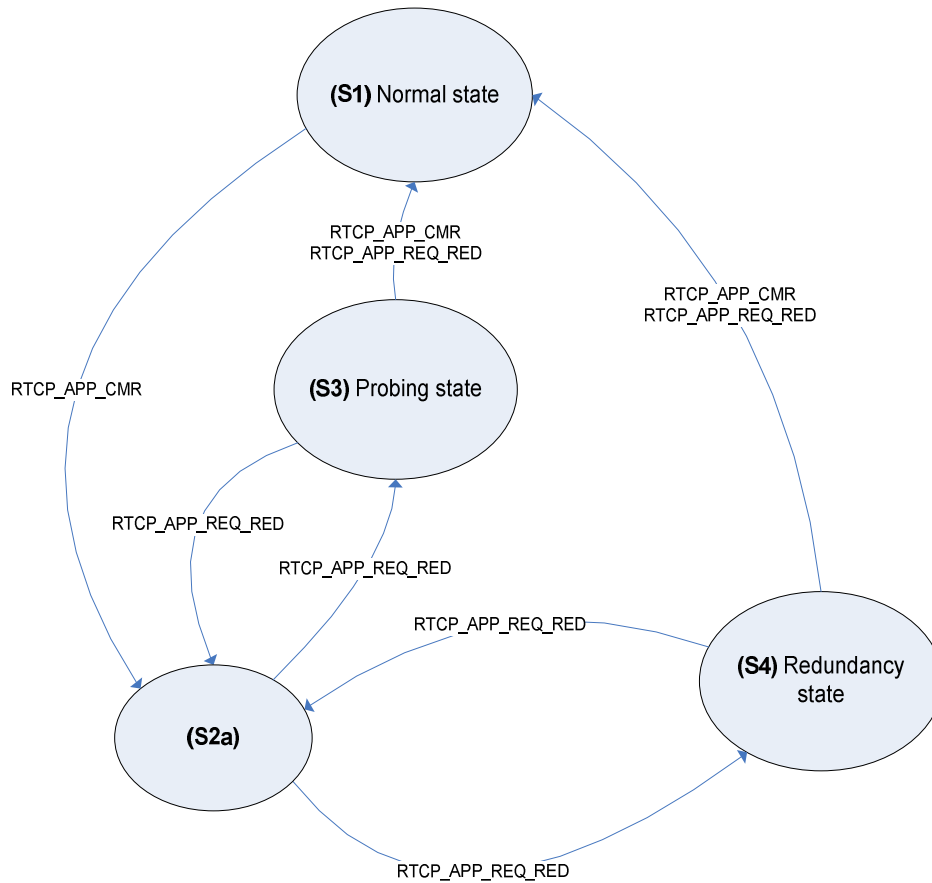 (S1) Normal state
RTCP_APP_CMR
RTCP_APP_REQ_RED
RTCP_APP_CMR
RTCP_APP_REQ_RED
RTCP_APP_CMR
(S3) Probing state
RTCP_APP_REQ_RED
RTCP_APP_REQ_RED
RTCP_APP_REQ_RED
(S4) Redundancy
state
(S2a)
RTCP_APP_REQ_RED